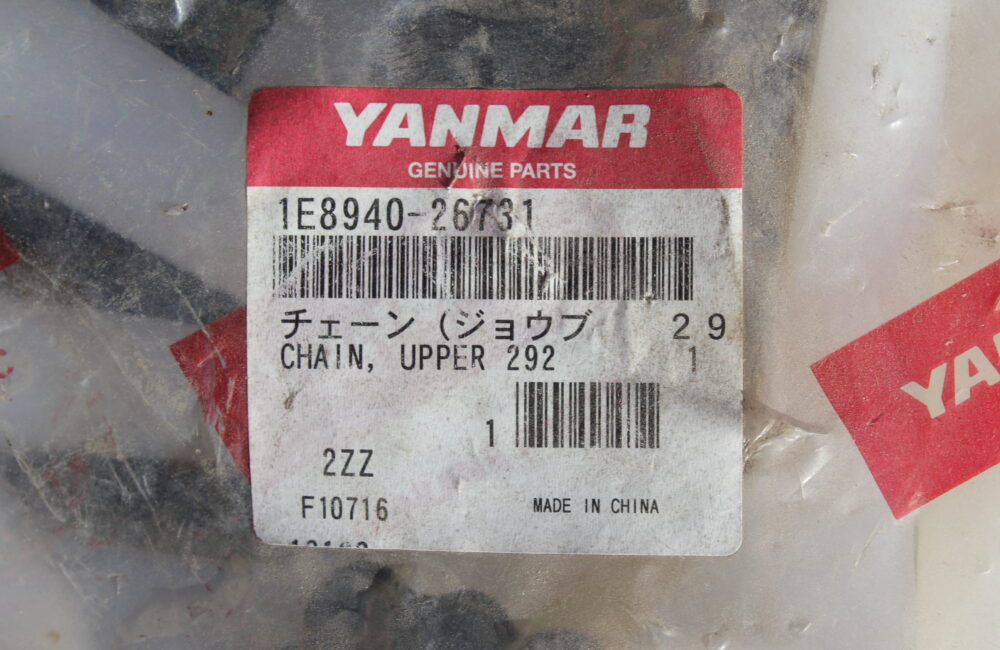 YANMAR
GENUINE PARTS
1E8940-26731
チェーン (ジョウブ 29
CHAIN, UPPER 292 1
1
2ZZ
F10716
MADE IN CHINA
YA